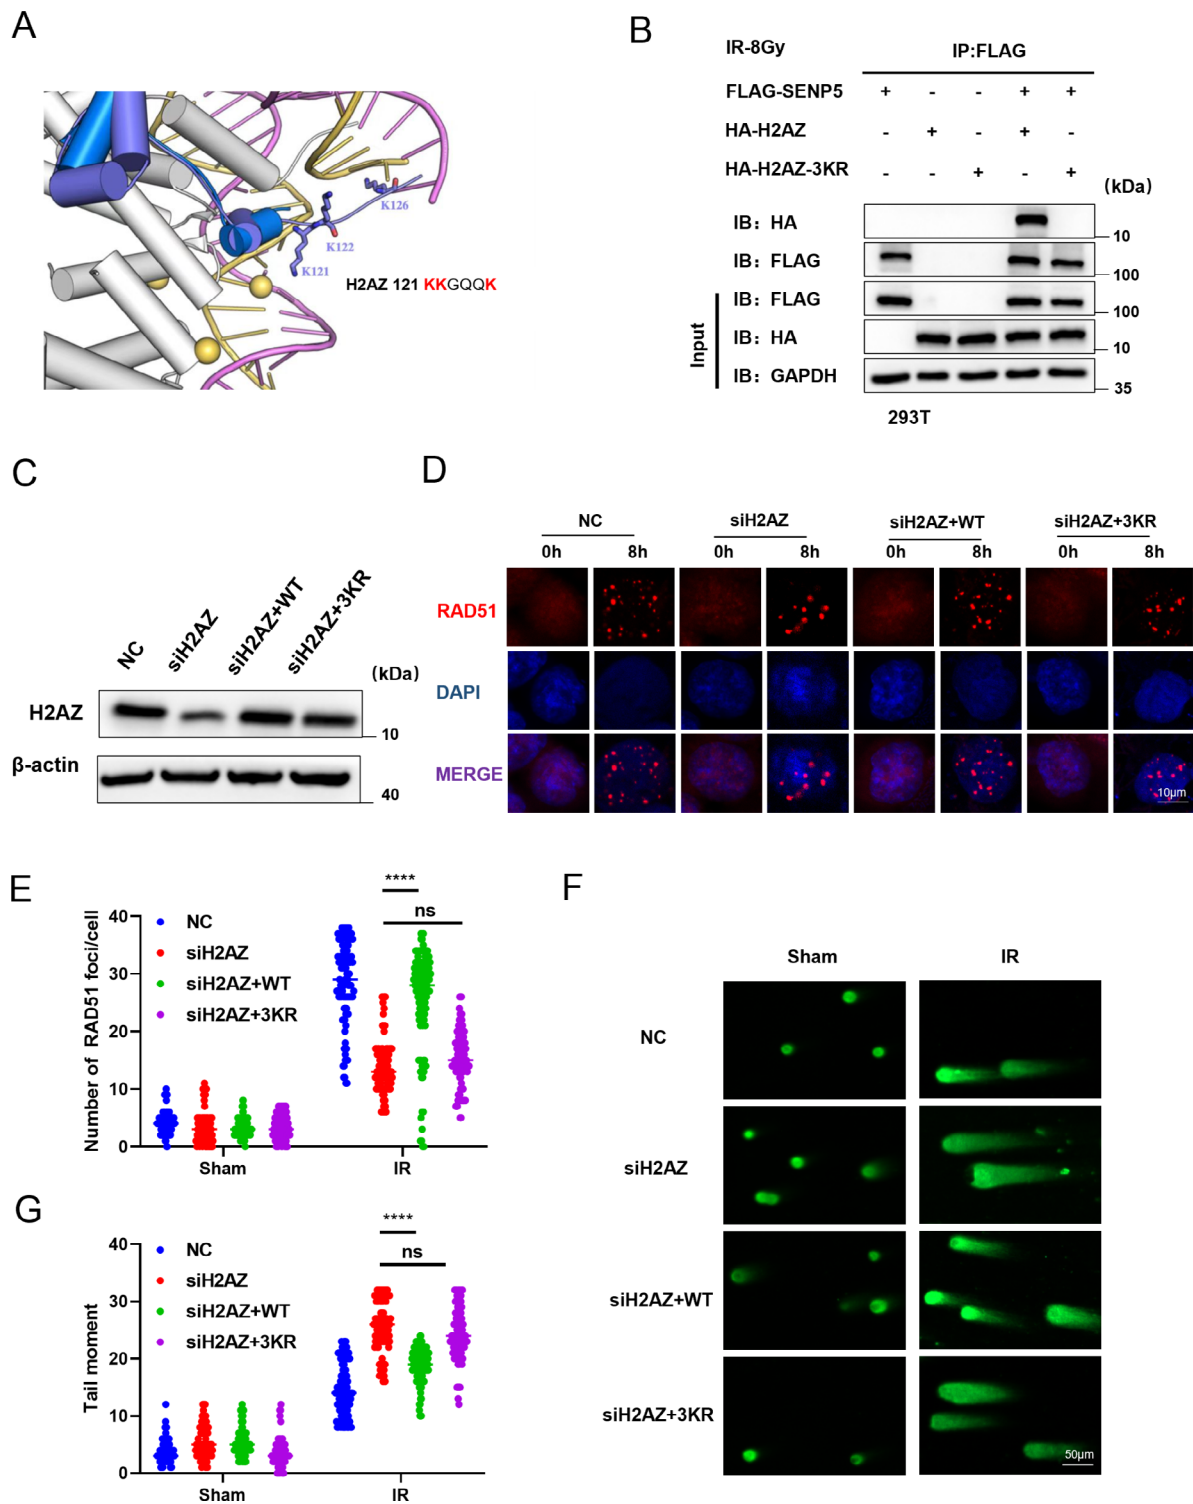 A
K126
K122
K121
H2AZ 121 KKGQQK
B
IR-8Gy
IP:FLAG
FLAG-SENP5 + - - + +
HA-H2AZ - + - + -
HA-H2AZ-3KR - - + - +
(kDa)
IB: HA
10
IB: FLAG
100
Input
IB: FLAG
100
IB: HA
10
IB: GAPDH
35
293T
C
NC siH2AZ siH2AZ+WT siH2AZ+3KR
(kDa)
H2AZ
10
β-actin
40
D
NC siH2AZ siH2AZ+WT siH2AZ+3KR
0h 8h 0h 8h 0h 8h 0h 8h
RAD51
DAPI
MERGE
10μm
E
Number of RAD51 foci/cell
40
30
20
10
0
NC
siH2AZ
siH2AZ+WT
siH2AZ+3KR
****
ns
Sham IR
F
Sham IR
NC
siH2AZ
siH2AZ+WT
siH2AZ+3KR
50μm
G
Tail moment
40
30
20
10
0
NC
siH2AZ
siH2AZ+WT
siH2AZ+3KR
****
ns
Sham IR